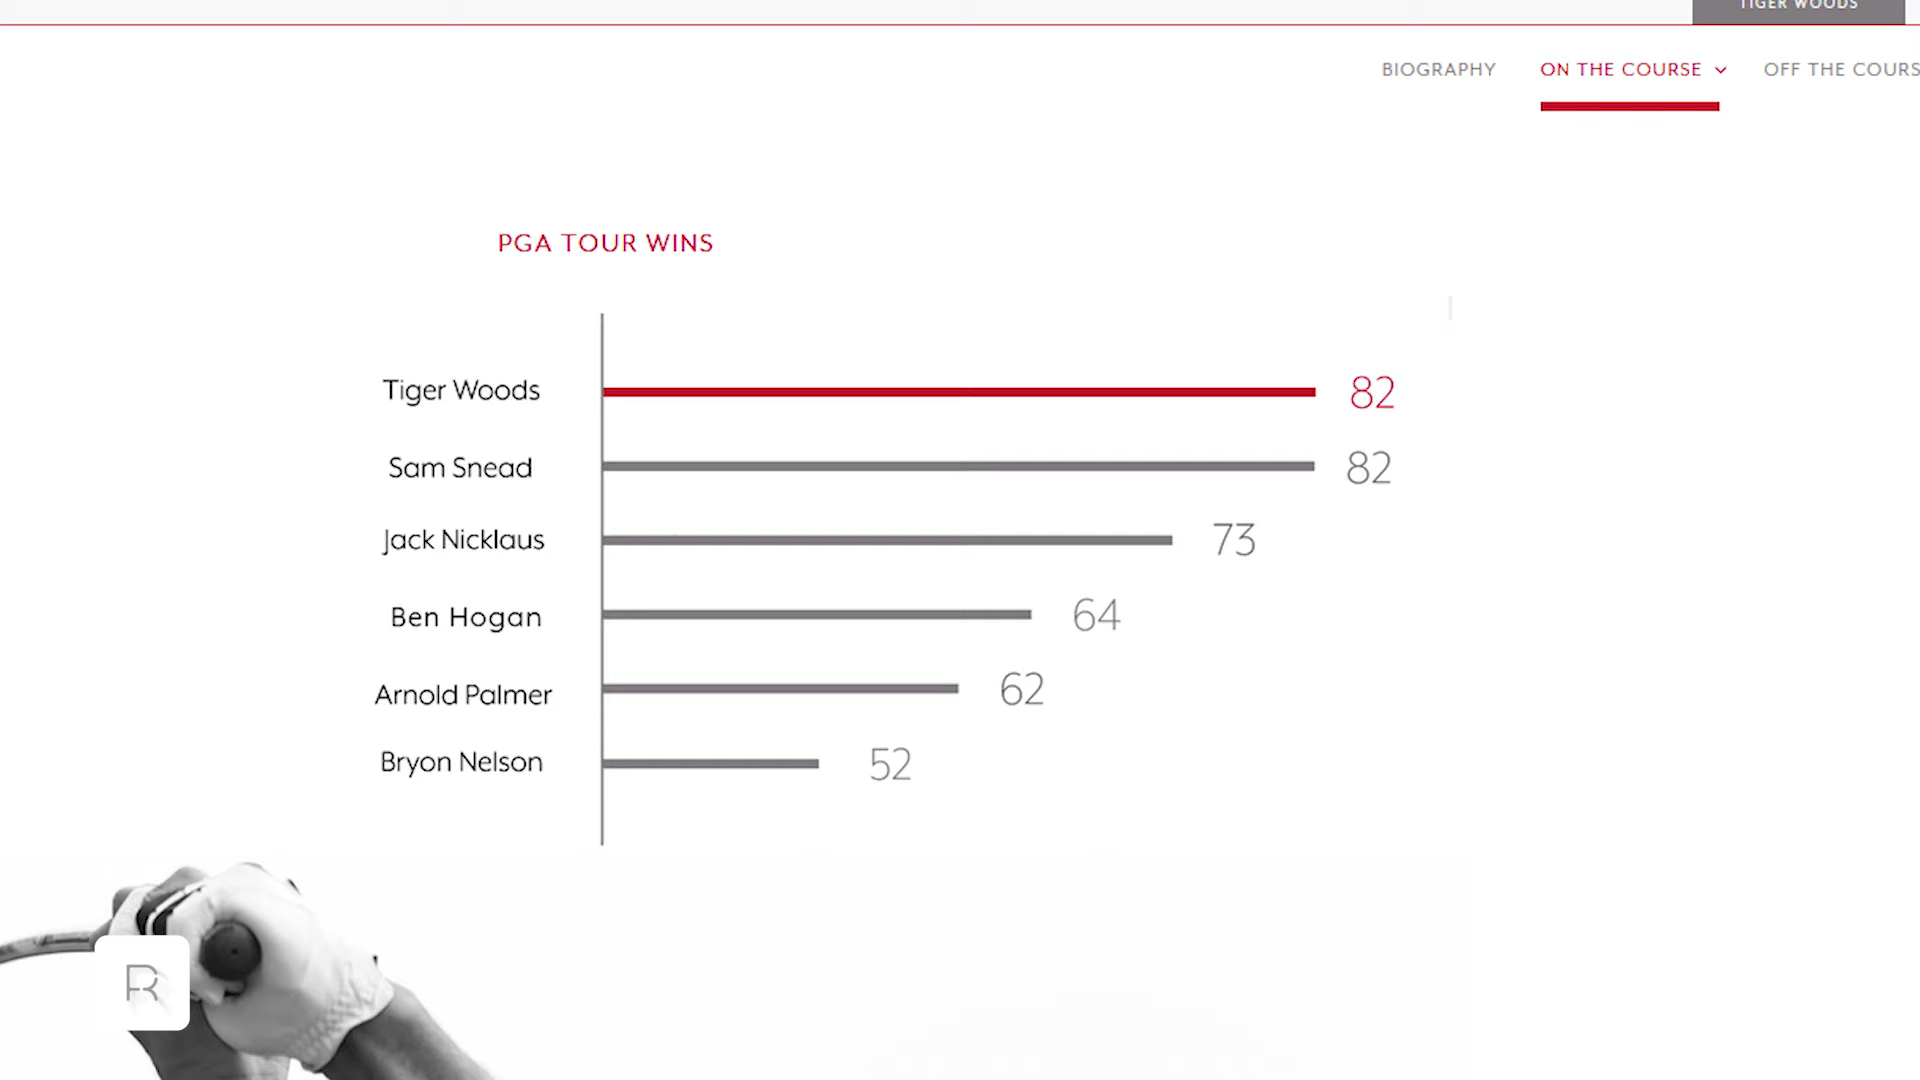 TIGER WOODS
BIOGRAPHY ON THE COURSE OFF THE COURS
PGA TOUR WINS
Tiger Woods 82
Sam Snead 82
Jack Nicklaus 73
Ben Hogan 64
Arnold Palmer 62
Bryon Nelson 52
R